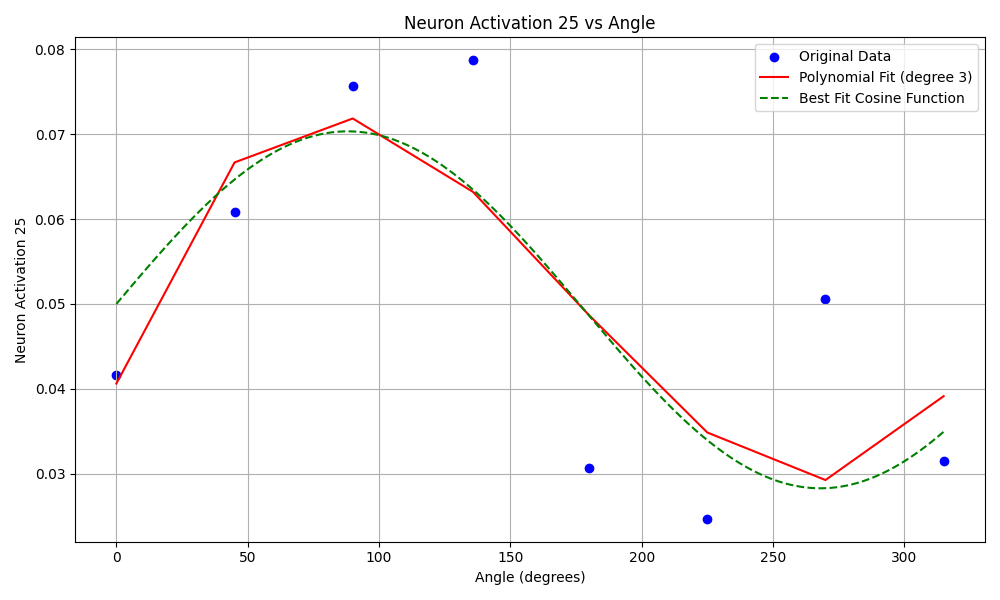 Neuron Activation 25 vs Angle
Original Data
Polynomial Fit (degree 3)
Best Fit Cosine Function
0.08
0.07
0.06
0.05
0.04
0.03
Neuron Activation 25
0
50
100
150
200
250
300
Angle (degrees)